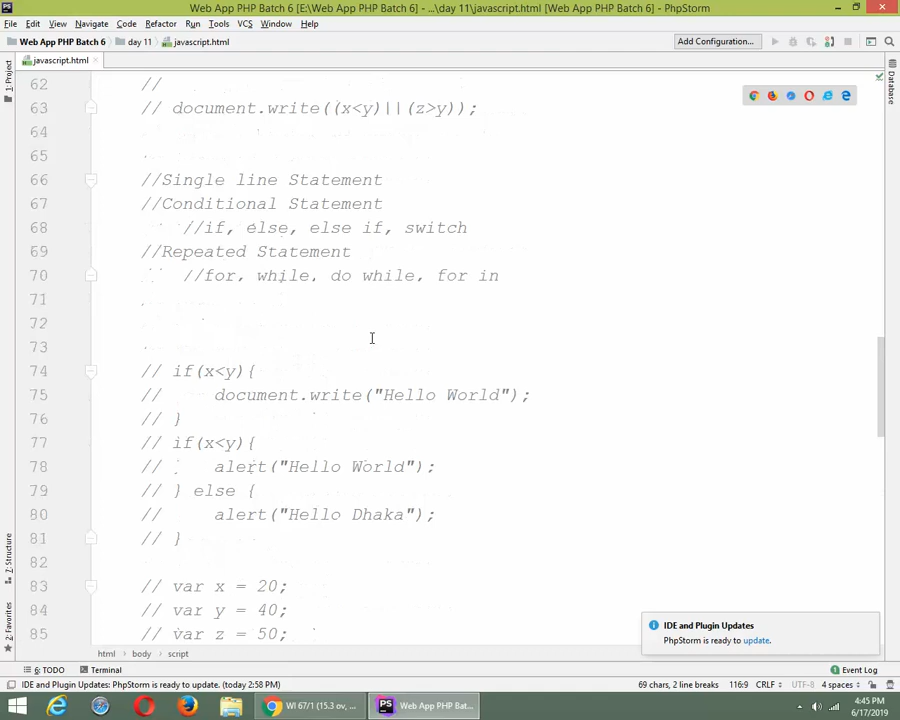 Web App PHP Batch 6 [E:\Web App PHP Batch 6] - ...\day 11\javascript.html [Web App PHP Batch 6] - PhpStorm
File Edit View Navigate Code Refactor Run Tools VCS Window Help
Web App PHP Batch 6 day 11 javascript.html Add Configuration...
javascript.html
1: Project
Database
62 //
63 // document.write((x<y)||(z>y));
64
65
66 //Single line Statement
67 //Conditional Statement
68 //if, else, else if, switch
69 //Repeated Statement
70 //for, while, do while, for in
71
72
73
74 // if(x<y){
75 // document.write("Hello World");
76 // }
77 // if(x<y){
78 // alert("Hello World");
79 // } else {
80 // alert("Hello Dhaka");
81 // }
82
83 // var x = 20;
84 // var y = 40;
85 // var z = 50;
7: Structure
2: Favorites
IDE and Plugin Updates
PhpStorm is ready to update.
html body script
6: TODO Terminal Event Log
IDE and Plugin Updates: PhpStorm is ready to update. (today 2:58 PM) 69 chars, 2 line breaks 116:9 CRLF UTF-8 4 spaces
WI 67/1 (15.3 ov, ... Web App PHP Bat... 4:45 PM
6/17/2019